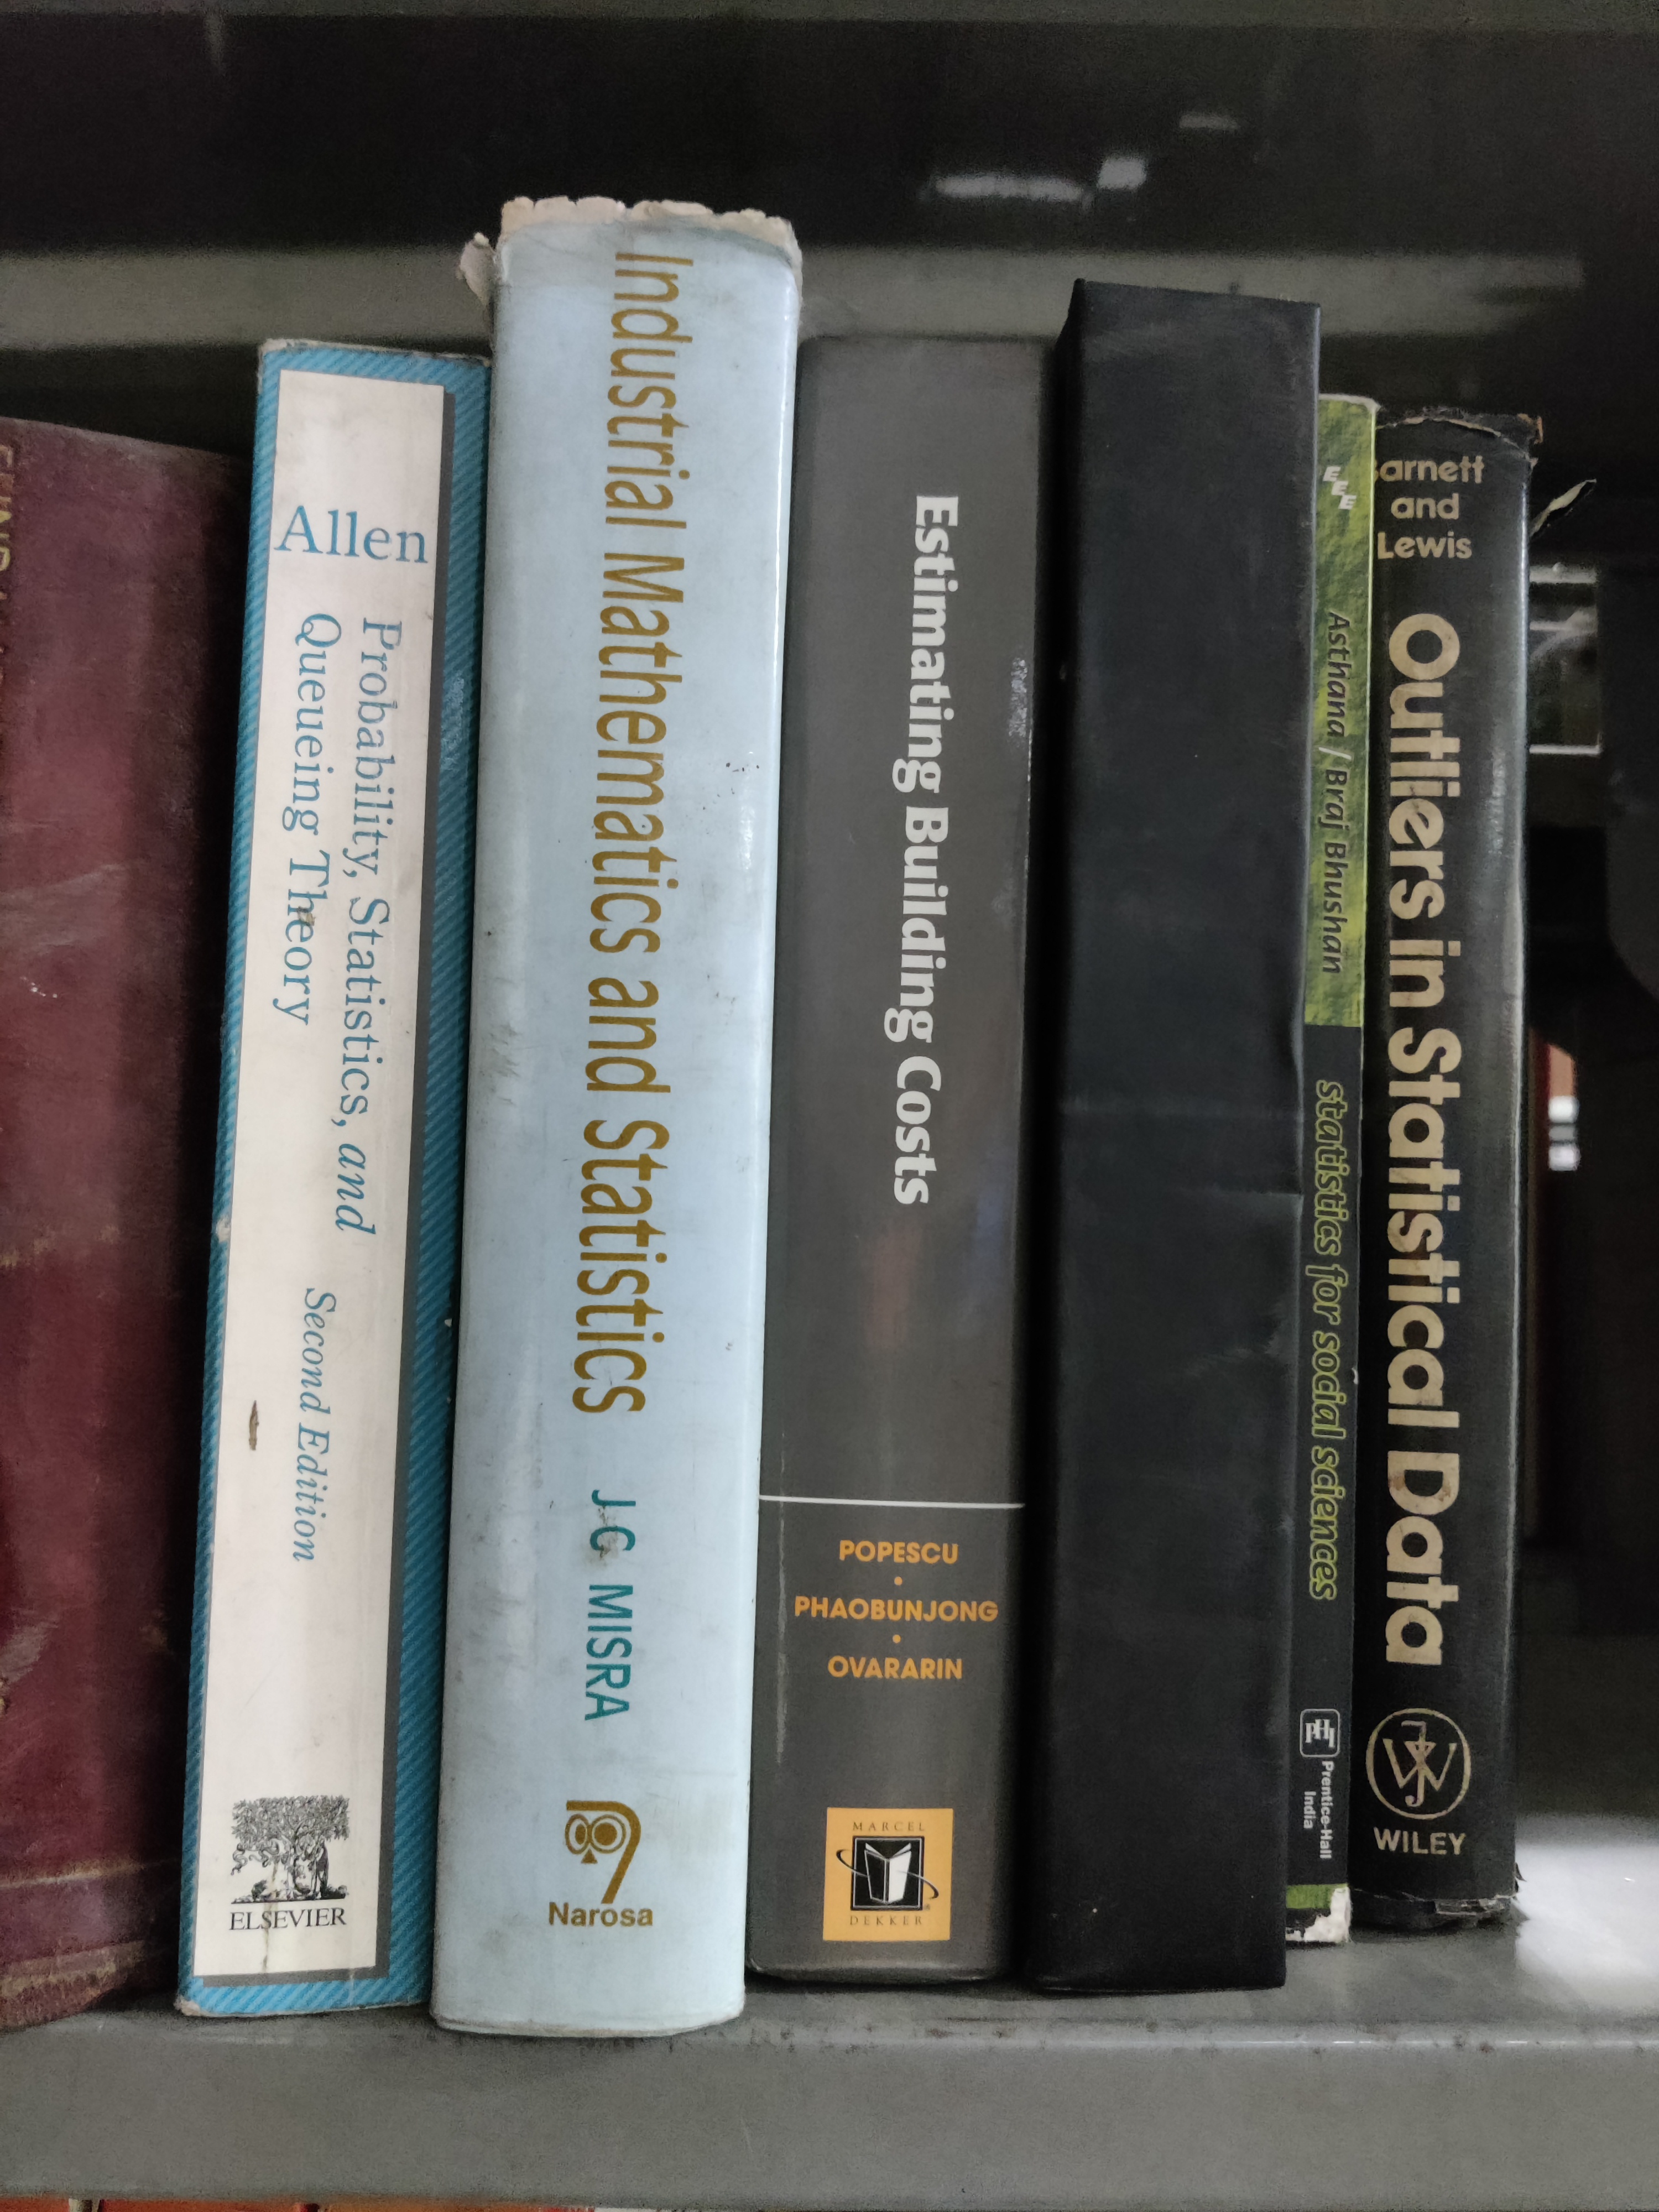 Allen
Probability, Statistics, and
Queueing Theory
Second Edition
ELSEVIER
Industrial Mathematics and Statistics
J C MISRA
Narosa
Estimating Building Costs
POPESCU
•
PHAOBUNJONG
•
OVARARIN
MARCEL
DEKKER
EEE
Asthana / Braj Bhushan
statistics for social sciences
PHI
Prentice-Hall
India
arnett
and
Lewis
Outliers in Statistical Data
WILEY